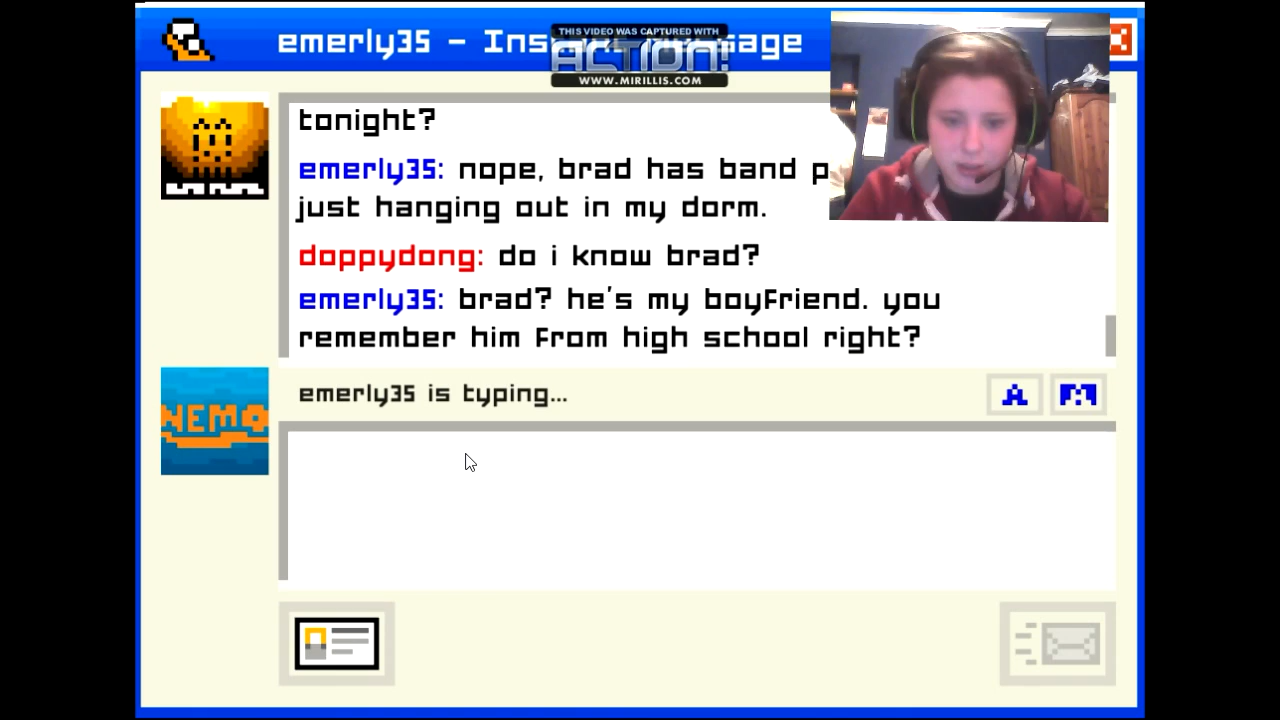 emerly35 - Ins
sage
THIS VIDEO WAS CAPTURED WITH
ACTION!
WWW.MIRILLIS.COM
tonight?
emerly35: nope, brad has band p
just hanging out in my dorm.
doppydong: do i know brad?
emerly35: brad? he's my boyfriend. you
remember him from high school right?
emerly35 is typing...
A
NEMO